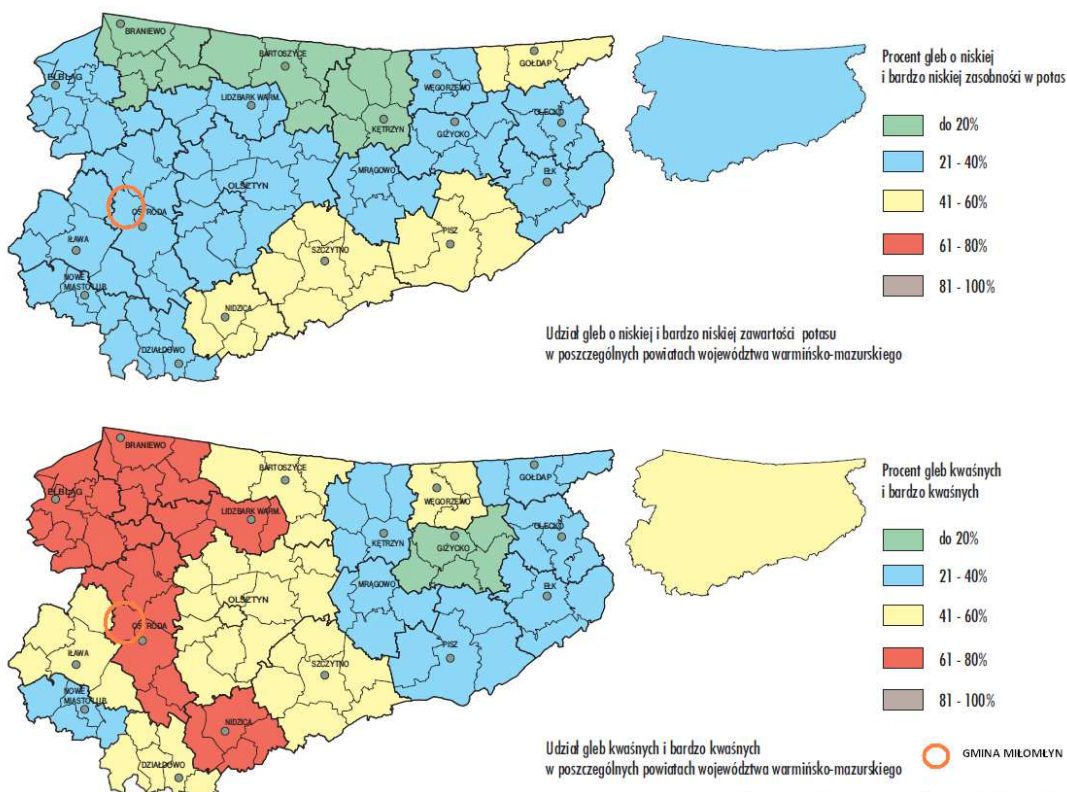 BRANIEWO
BARTOSZYCE
GOŁDAP
ELBLĄG
LIDZBARK WARM.
WĘGORZEWO
KĘTRZYN
GIŻYCKO
OLECKO
MRĄGOWO
EŁK
OLSZTYN
OSTRÓDA
IŁAWA
PISZ
SZCZYTNO
NOWE
MIASTO LUB.
NIDZICA
DZIAŁDOWO
Procent gleb o niskiej
i bardzo niskiej zasobności w potas
do 20%
21 - 40%
41 - 60%
61 - 80%
81 - 100%
Udział gleb o niskiej i bardzo niskiej zawartości potasu
w poszczególnych powiatach województwa warmińsko-mazurskiego
BRANIEWO
BARTOSZYCE
GOŁDAP
ELBLĄG
LIDZBARK WARM.
WĘGORZEWO
KĘTRZYN
GIŻYCKO
OLECKO
MRĄGOWO
EŁK
OLSZTYN
OSTRÓDA
IŁAWA
PISZ
SZCZYTNO
NOWE
MIASTO LUB.
NIDZICA
DZIAŁDOWO
Procent gleb kwaśnych
i bardzo kwaśnych
do 20%
21 - 40%
41 - 60%
61 - 80%
81 - 100%
Udział gleb kwaśnych i bardzo kwaśnych
w poszczególnych powiatach województwa warmińsko-mazurskiego
GMINA MIŁOMŁYN